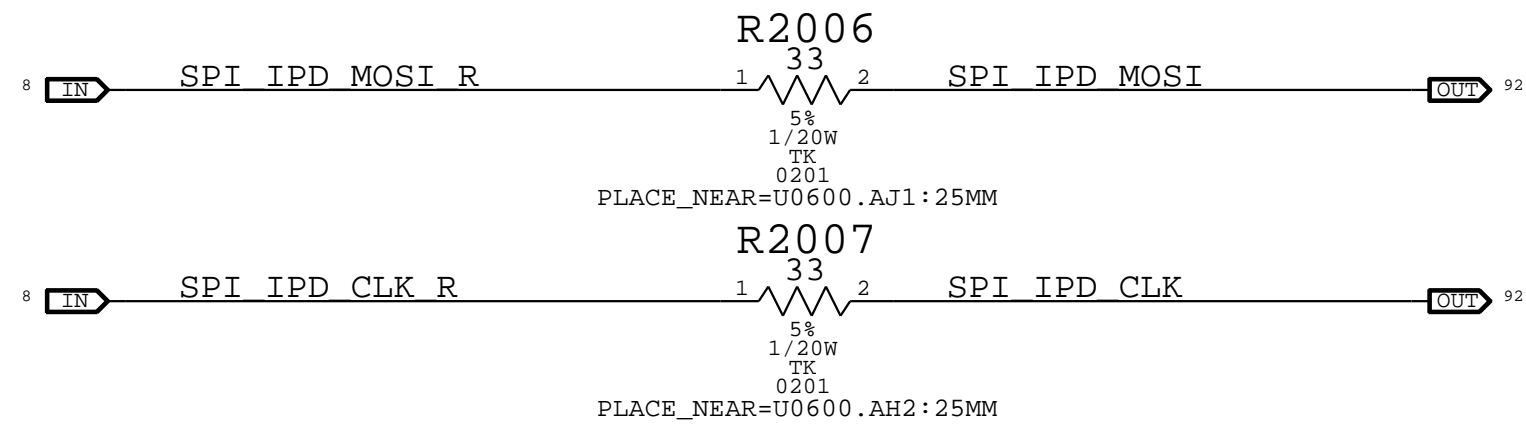 R2006
33
8 IN SPI_IPD_MOSI_R 1 2 SPI_IPD_MOSI OUT 92
5%
1/20W
TK
0201
PLACE_NEAR=U0600.AJ1:25MM
R2007
33
8 IN SPI_IPD_CLK_R 1 2 SPI_IPD_CLK OUT 92
5%
1/20W
TK
0201
PLACE_NEAR=U0600.AH2:25MM